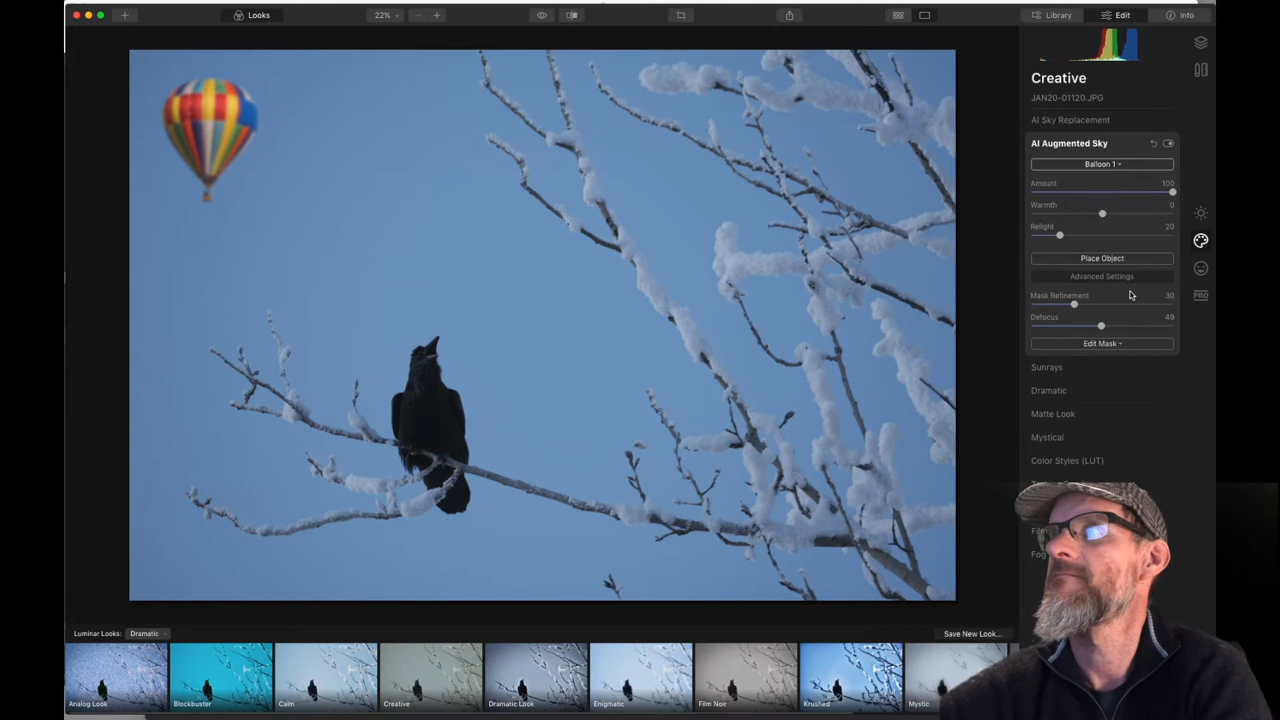 Looks
22%
Library
Edit
Info
Creative
JAN20-01120.JPG
AI Sky Replacement
AI Augmented Sky
Balloon 1
Amount 100
Warmth 0
Relight 20
Place Object
Advanced Settings
Mask Refinement 30
Defocus 49
Edit Mask
Sunrays
Dramatic
Matte Look
Mystical
Color Styles (LUT)
PRO
Luminar Looks: Dramatic
Save New Look...
Analog Look
Blockbuster
Calm
Creative
Dramatic Look
Enigmatic
Film Noir
Krushed
Mystic